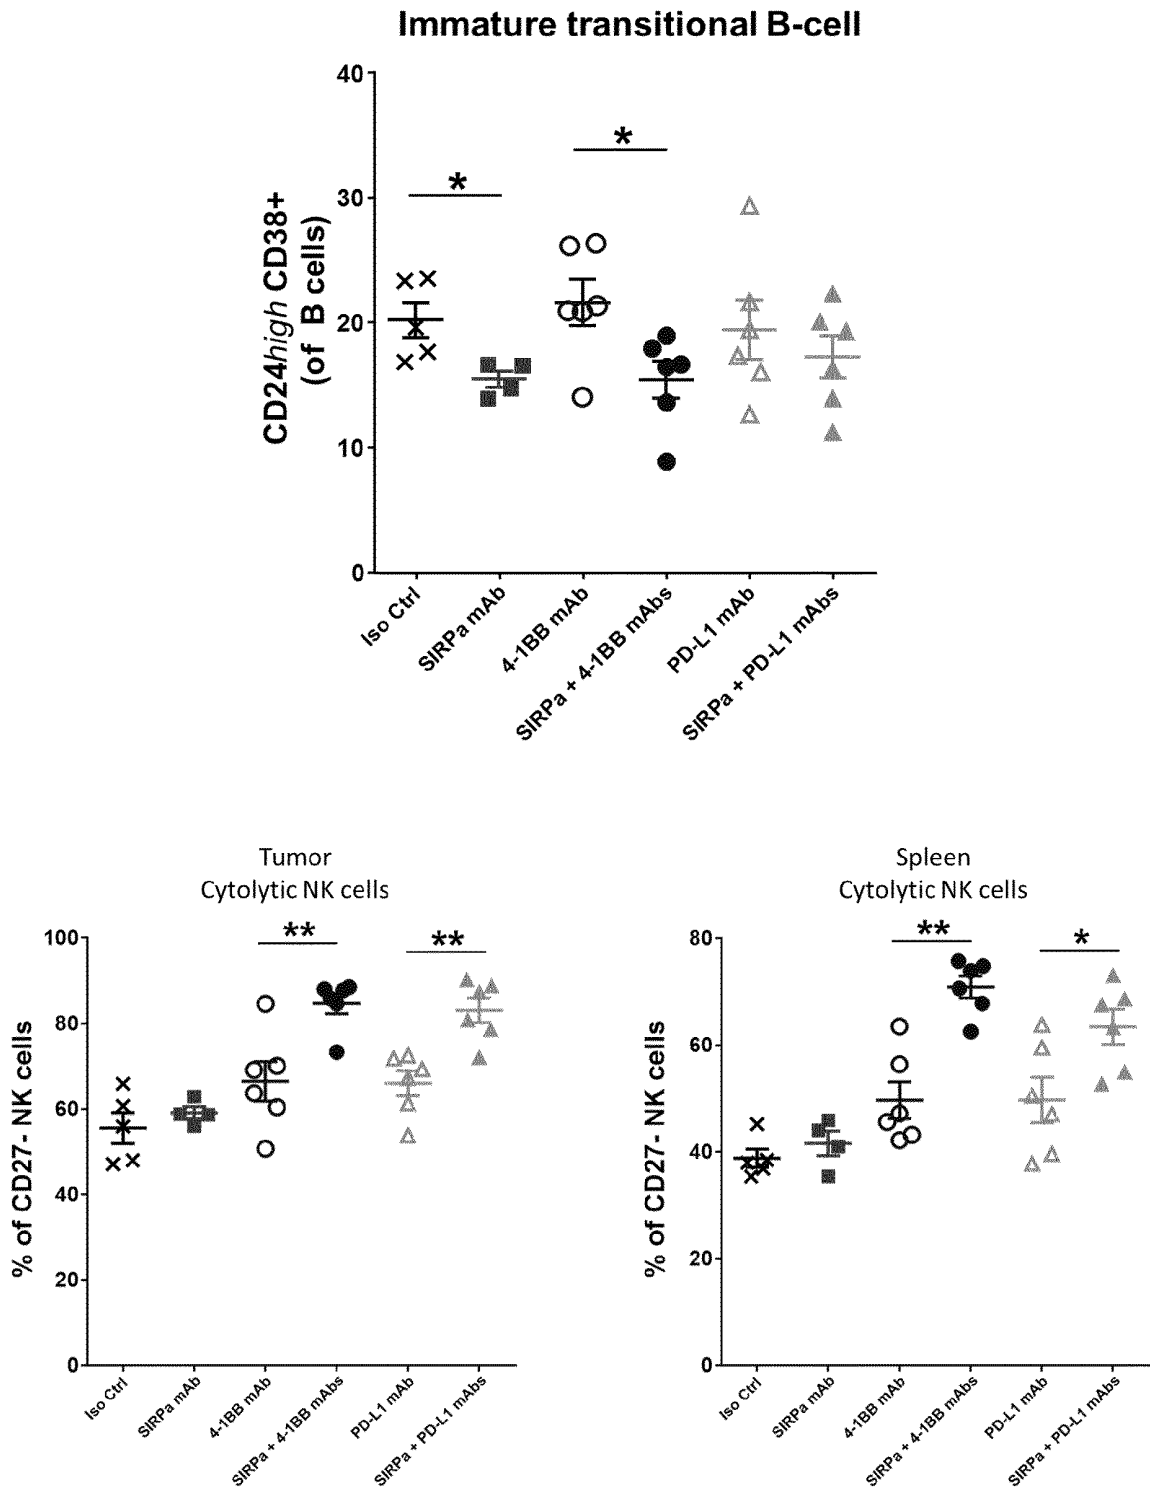 Immature transitional B-cell
CD24high CD38+
(of B cells)
40
30
20
10
0
*
*
Iso Ctrl
SIRPa mAb
4-1BB mAb
SIRPa + 4-1BB mAbs
PD-L1 mAb
SIRPa + PD-L1 mAbs
Tumor
Cytolytic NK cells
% of CD27- NK cells
100
80
60
40
20
0
**
**
Iso Ctrl
SIRPa mAb
4-1BB mAb
SIRPa + 4-1BB mAbs
PD-L1 mAb
SIRPa + PD-L1 mAbs
Spleen
Cytolytic NK cells
% of CD27- NK cells
80
60
40
20
0
**
*
Iso Ctrl
SIRPa mAb
4-1BB mAb
SIRPa + 4-1BB mAbs
PD-L1 mAb
SIRPa + PD-L1 mAbs